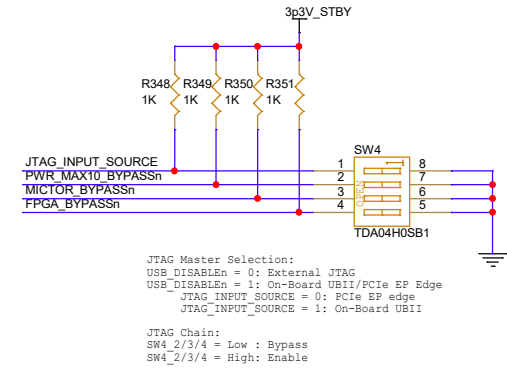 3p3V_STBY
R348 R349 R350 R351
1K 1K 1K 1K
SW4
JTAG_INPUT_SOURCE 1 1 8
PWR_MAX10_BYPASSn 2 7
MICTOR_BYPASSn 3 6
FPGA_BYPASSn 4 5
OPEN
TDA04H0SB1
JTAG Master Selection:
USB_DISABLEn = 0: External JTAG
USB_DISABLEn = 1: On-Board UBII/PCIe EP Edge
JTAG_INPUT_SOURCE = 0: PCIe EP edge
JTAG_INPUT_SOURCE = 1: On-Board UBII
JTAG Chain:
SW4_2/3/4 = Low : Bypass
SW4_2/3/4 = High: Enable